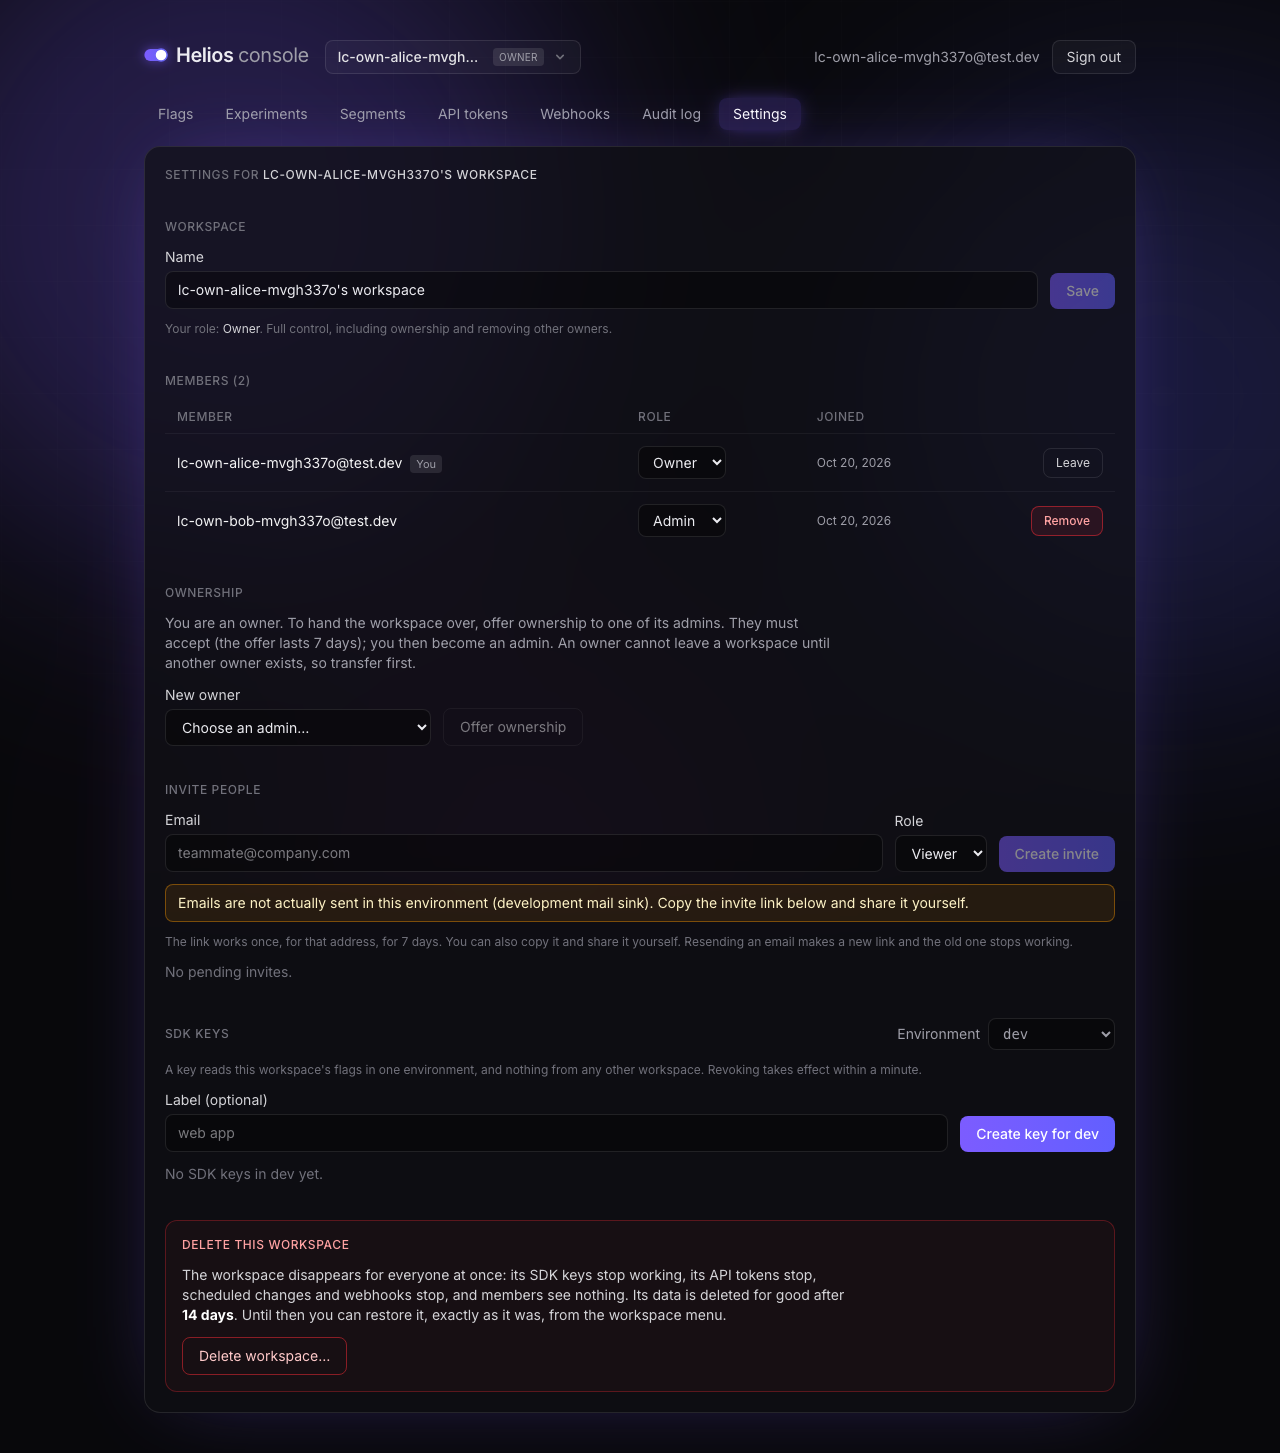 Helios console
lc-own-alice-mvgh... OWNER
lc-own-alice-mvgh337o@test.dev
Sign out
Flags Experiments Segments API tokens Webhooks Audit log Settings
SETTINGS FOR LC-OWN-ALICE-MVGH337O'S WORKSPACE
WORKSPACE
Name
lc-own-alice-mvgh337o's workspace
Save
Your role: Owner. Full control, including ownership and removing other owners.
MEMBERS (2)
MEMBER ROLE JOINED
lc-own-alice-mvgh337o@test.dev You Owner Oct 20, 2026 Leave
lc-own-bob-mvgh337o@test.dev Admin Oct 20, 2026 Remove
OWNERSHIP
You are an owner. To hand the workspace over, offer ownership to one of its admins. They must
accept (the offer lasts 7 days); you then become an admin. An owner cannot leave a workspace until
another owner exists, so transfer first.
New owner
Choose an admin... Offer ownership
INVITE PEOPLE
Email Role
teammate@company.com Viewer Create invite
Emails are not actually sent in this environment (development mail sink). Copy the invite link below and share it yourself.
The link works once, for that address, for 7 days. You can also copy it and share it yourself. Resending an email makes a new link and the old one stops working.
No pending invites.
SDK KEYS Environment dev
A key reads this workspace's flags in one environment, and nothing from any other workspace. Revoking takes effect within a minute.
Label (optional)
web app Create key for dev
No SDK keys in dev yet.
DELETE THIS WORKSPACE
The workspace disappears for everyone at once: its SDK keys stop working, its API tokens stop,
scheduled changes and webhooks stop, and members see nothing. Its data is deleted for good after
14 days. Until then you can restore it, exactly as it was, from the workspace menu.
Delete workspace...